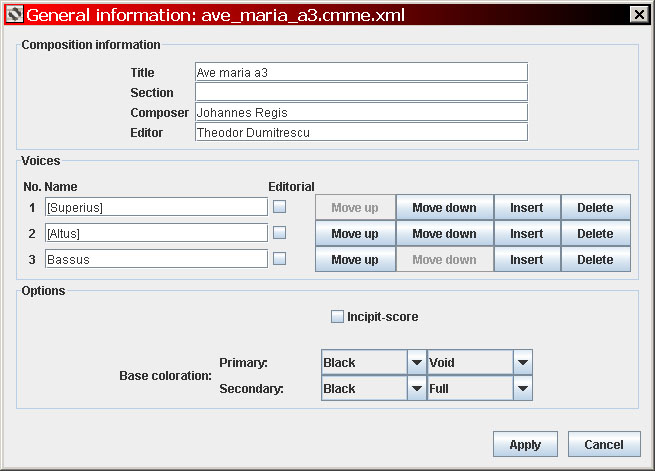 General information: ave_maria_a3.cmme.xml
Composition information
Title Ave maria a3
Section
Composer Johannes Regis
Editor Theodor Dumitrescu
Voices
No. Name Editorial
1 [Superius] Move up Move down Insert Delete
2 [Altus] Move up Move down Insert Delete
3 Bassus Move up Move down Insert Delete
Options
Incipit-score
Primary: Black Void
Base coloration:
Secondary: Black Full
Apply Cancel